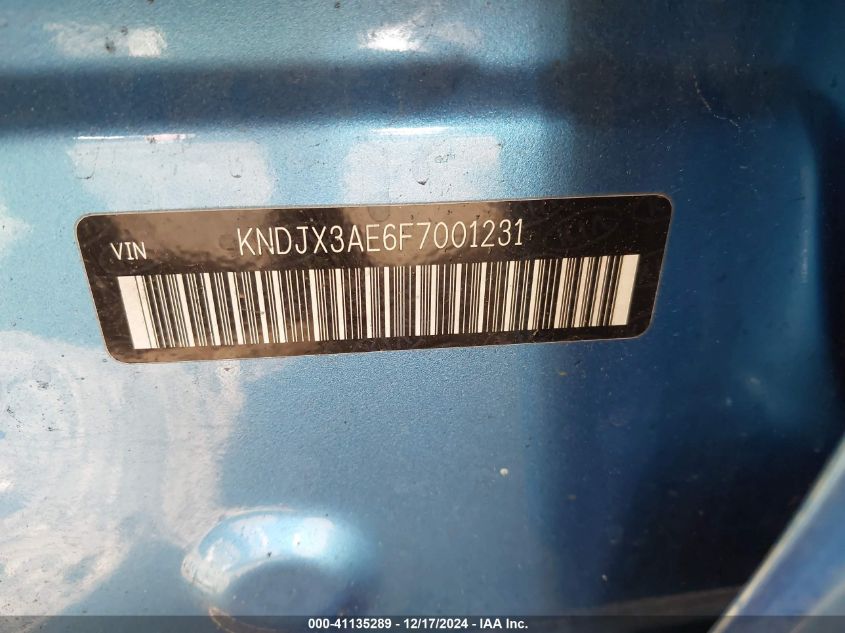 VIN KNDJX3AE6F7001231
000-41135289 - 12/17/2024 - IAA Inc.